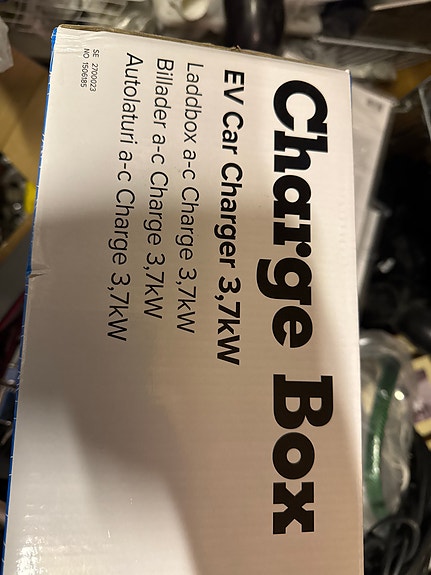 Charge Box
EV Car Charger 3,7kW
Laddbox a-c Charge 3,7kW
Billader a-c Charge 3,7kW
Autolaturi a-c Charge 3,7kW
SE 2700023
NO 1506185